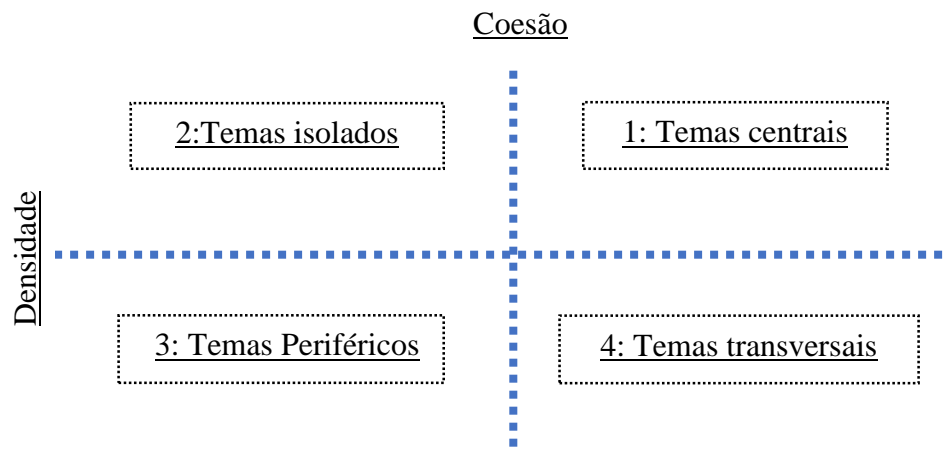 Coesão
2:Temas isolados
1: Temas centrais
Densidade
3: Temas Periféricos
4: Temas transversais